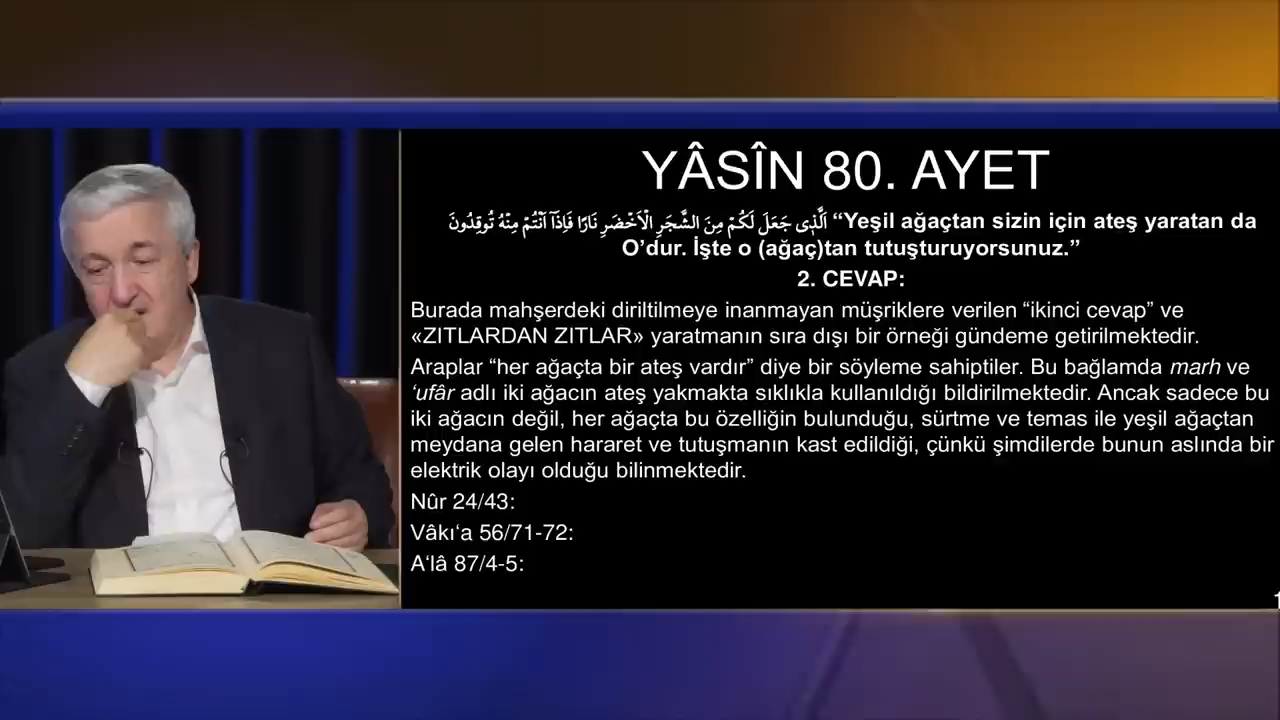 YÂSİN 80. AYET
اَلَّذ۪ى جَعَلَ لَكُمْ مِنَ الشَّجَرِ الْاَخْضَرِ نَارًا فَاِذَٓا اَنْتُمْ مِنْهُ تُوقِدُونَ “Yeşil ağaçtan sizin için ateş yaratan da
O’dur. İşte o (ağaç)tan tutuşturuyorsunuz.”
2. CEVAP:
Burada mahşerdeki diriltilmeye inanmayan müşriklere verilen “ikinci cevap” ve
«ZITLARDAN ZITLAR» yaratmanın sıra dışı bir örneği gündeme getirilmektedir.
Araplar “her ağaçta bir ateş vardır” diye bir söyleme sahiptiler. Bu bağlamda marh ve
‘ufâr adlı iki ağacın ateş yakmakta sıklıkla kullanıldığı bildirilmektedir. Ancak sadece bu
iki ağacın değil, her ağaçta bu özelliğin bulunduğu, sürtme ve temas ile yeşil ağaçtan
meydana gelen hararet ve tutuşmanın kast edildiği, çünkü şimdilerde bunun aslında bir
elektrik olayı olduğu bilinmektedir.
Nûr 24/43:
Vâkı‘a 56/71-72:
A‘lâ 87/4-5: